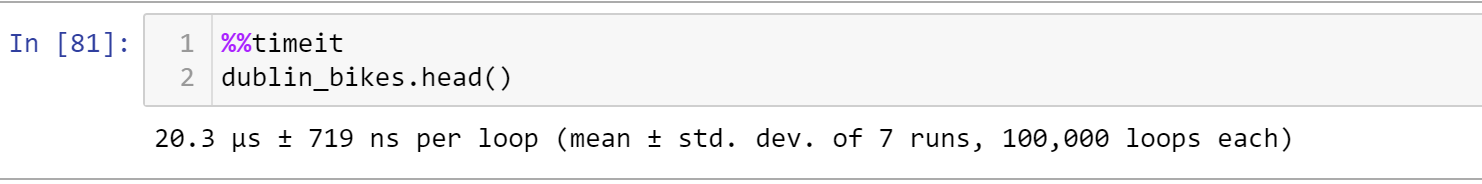 In [81]:
1 %%timeit
2 dublin_bikes.head()
20.3 µs ± 719 ns per loop (mean ± std. dev. of 7 runs, 100,000 loops each)